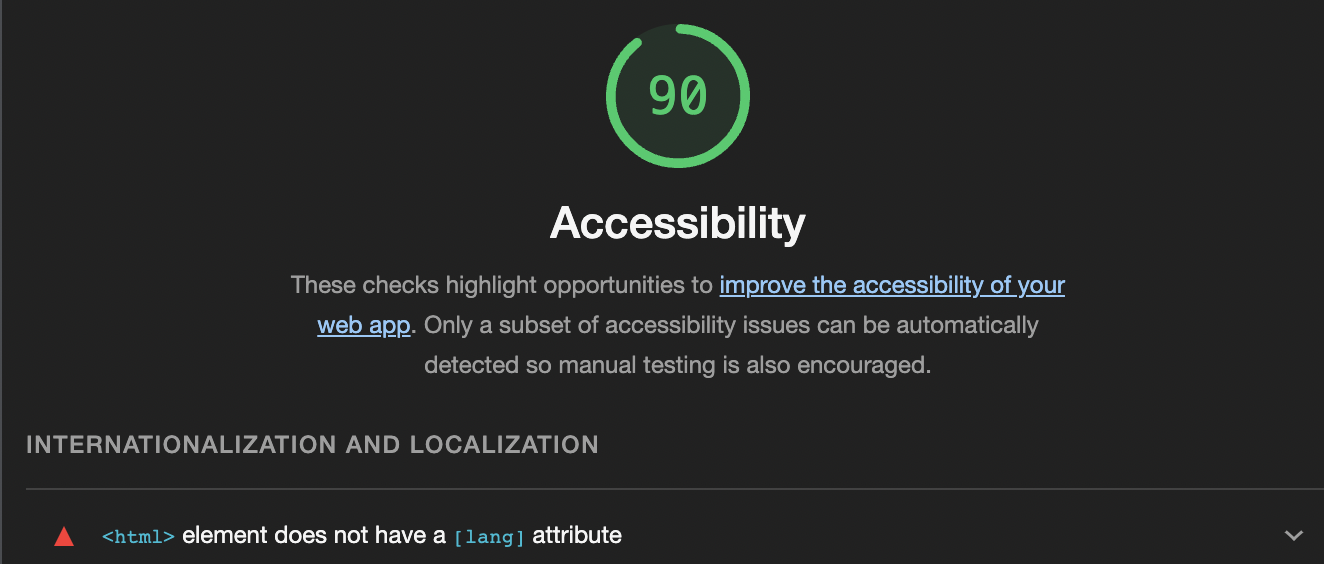 90
Accessibility
These checks highlight opportunities to improve the accessibility of your
web app. Only a subset of accessibility issues can be automatically
detected so manual testing is also encouraged.
INTERNATIONALIZATION AND LOCALIZATION
<html> element does not have a [lang] attribute